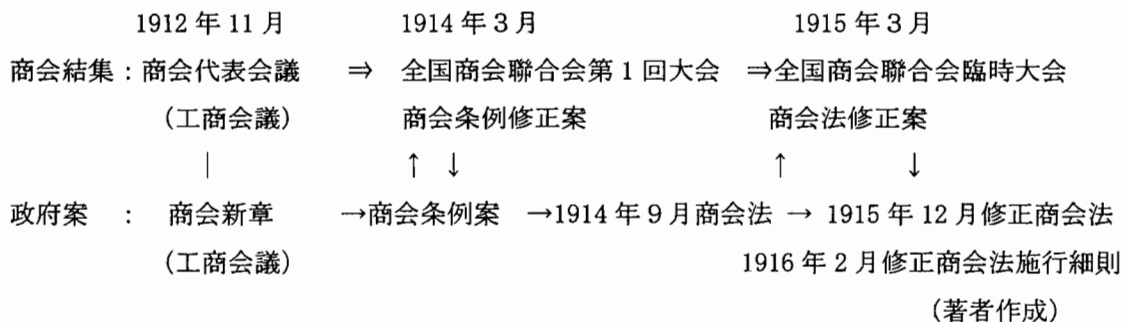 1912年11月 1914年3月 1915年3月
商会結集：商会代表会議 ⇒ 全国商会聯合会第1回大会 ⇒全国商会聯合会臨時大会
（工商会議） 商会条例修正案 商会法修正案
｜ ↑ ↓ ↑ ↓
政府案 ： 商会新章 →商会条例案 →1914年9月商会法 → 1915年12月修正商会法
（工商会議） 1916年2月修正商会法施行細則
（著者作成）